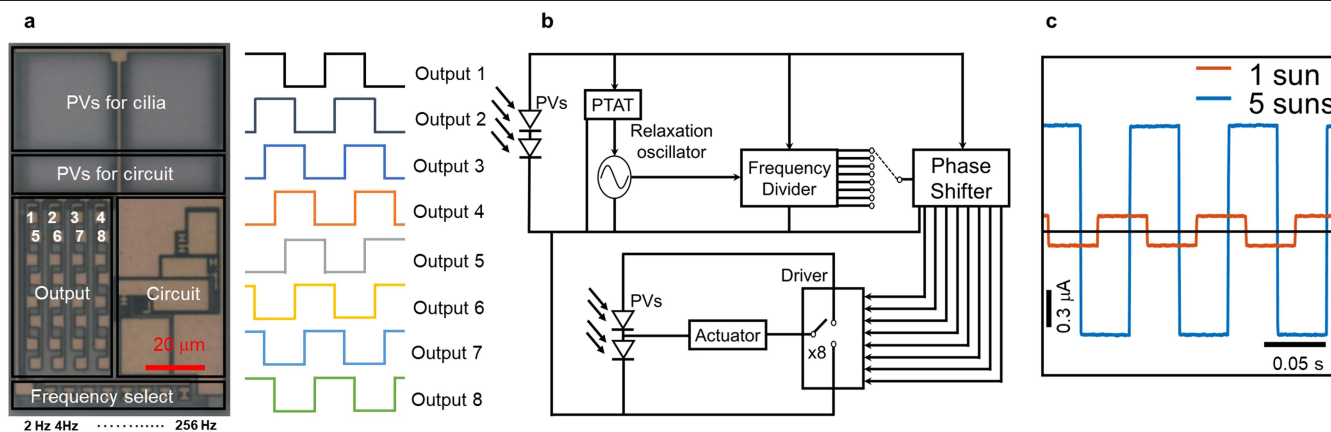 a
PVs for cilia
PVs for circuit
1 2 3 4
5 6 7 8
Output
Circuit
20 μm
Frequency select
2 Hz 4Hz ............ 256 Hz
Output 1
Output 2
Output 3
Output 4
Output 5
Output 6
Output 7
Output 8
b
PVs
PTAT
Relaxation
oscillator
Frequency
Divider
Phase
Shifter
PVs
Actuator
Driver
x8
c
1 sun
5 suns
0.3 μA
0.05 s